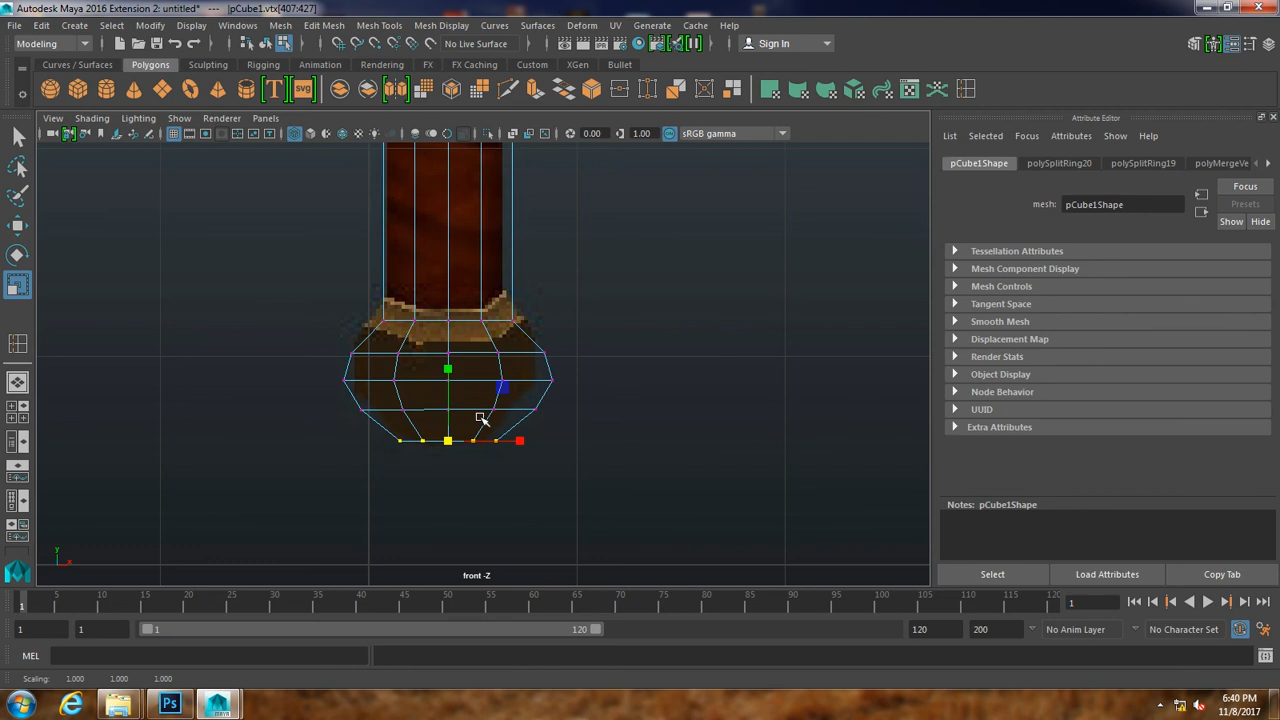 Autodesk Maya 2016 Extension 2: untitled* --- |pCube1.vtx[407:427]
File Edit Create Select Modify Display Windows Mesh Edit Mesh Mesh Tools Mesh Display Curves Surfaces Deform UV Generate Cache Help
Modeling No Live Surface Sign In
Curves / Surfaces Polygons Sculpting Rigging Animation Rendering FX FX Caching Custom XGen Bullet
T svg
View Shading Lighting Show Renderer Panels
0.00 1.00 sRGB gamma
Attribute Editor
List Selected Focus Attributes Show Help
pCube1Shape polySplitRing20 polySplitRing19 polyMergeVe
Focus
mesh: pCube1Shape Presets
Show Hide
Tessellation Attributes
Mesh Component Display
Mesh Controls
Tangent Space
Smooth Mesh
Displacement Map
Render Stats
Object Display
Node Behavior
UUID
Extra Attributes
Notes: pCube1Shape
y
x
front -Z
Select Load Attributes Copy Tab
1 5 10 15 20 25 30 35 40 45 50 55 60 65 70 75 80 85 90 95 100 105 110 115 120 1
1 1 1 120 120 200 No Anim Layer No Character Set
MEL
Scaling: 1.000 1.000 1.000
Ps
MAYA
6:40 PM
11/8/2017